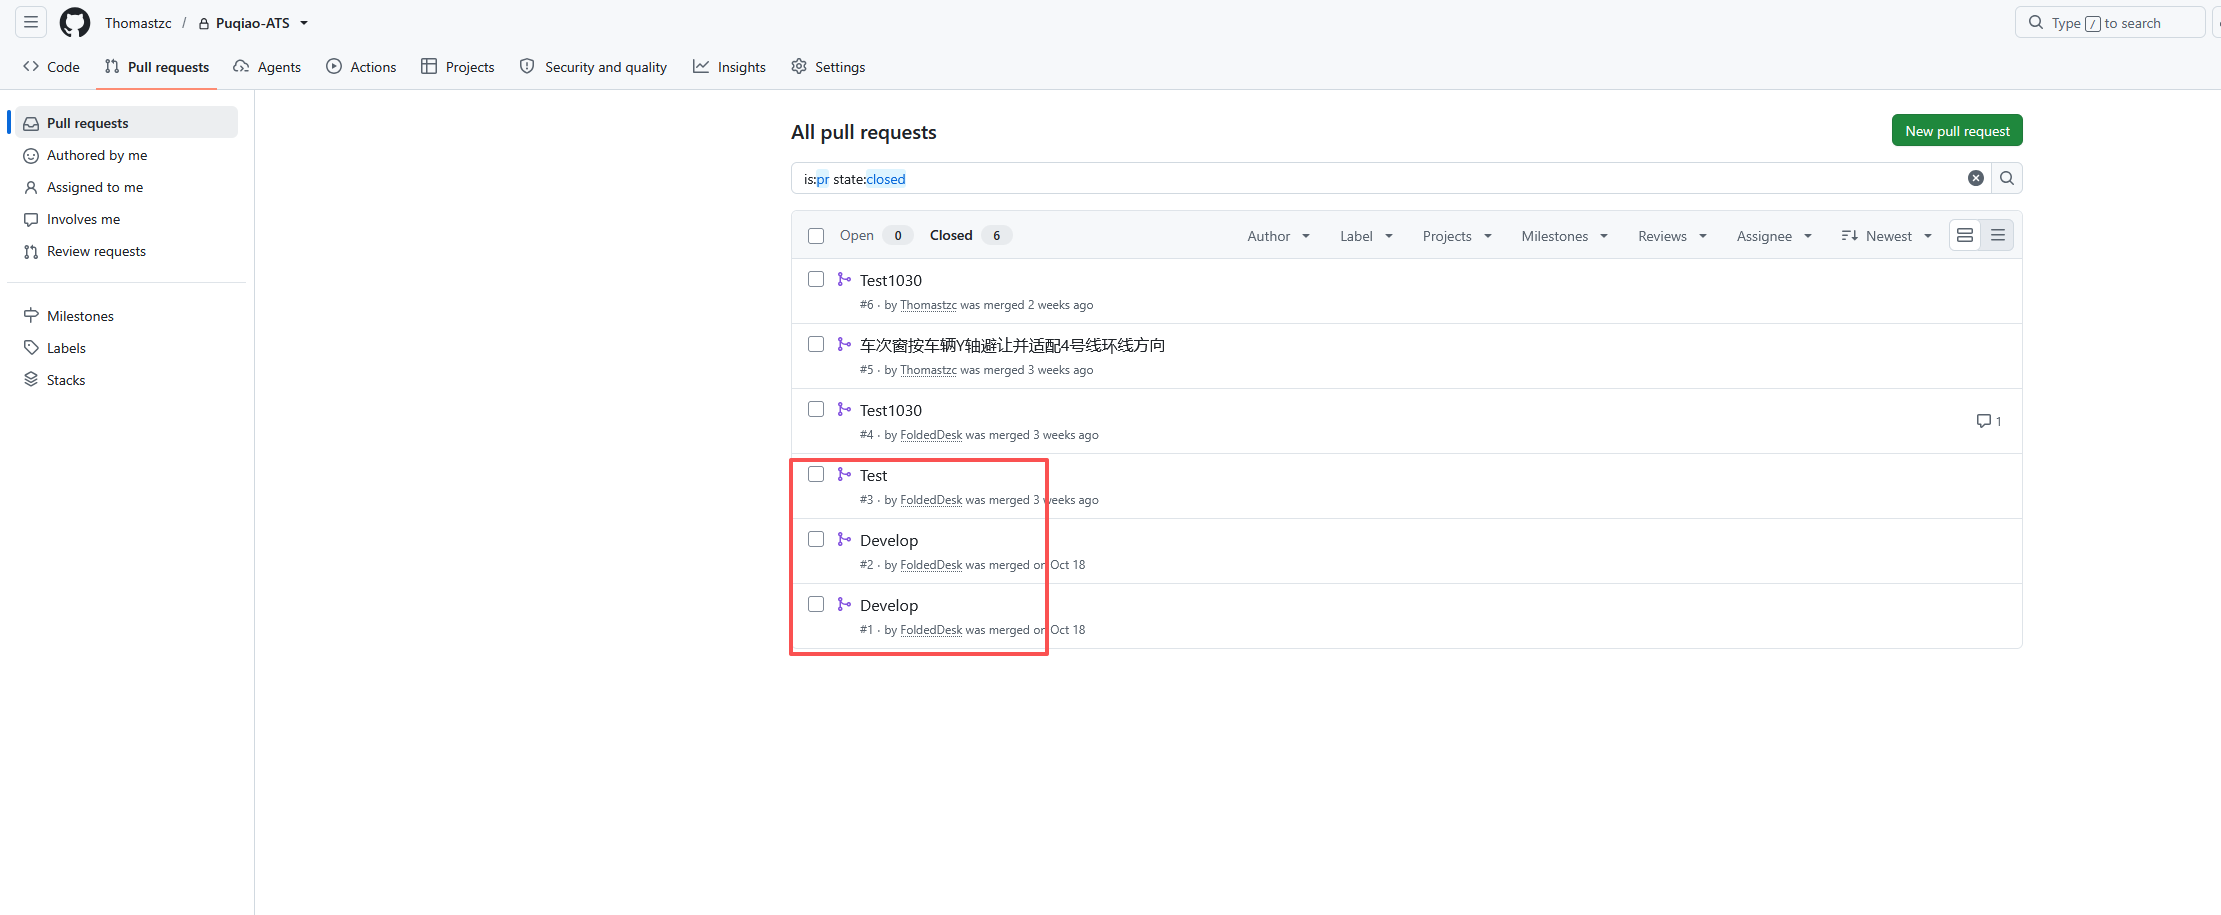 Thomastzc / Puqiao-ATS
Type / to search
Code Pull requests Agents Actions Projects Security and quality Insights Settings
Pull requests
Authored by me
Assigned to me
Involves me
Review requests
Milestones
Labels
Stacks
All pull requests
New pull request
is:pr state:closed
Open 0 Closed 6 Author Label Projects Milestones Reviews Assignee Newest
Test1030
#6 · by Thomastzc was merged 2 weeks ago
车次窗按车辆Y轴避让并适配4号线环线方向
#5 · by Thomastzc was merged 3 weeks ago
Test1030
#4 · by FoldedDesk was merged 3 weeks ago
1
Test
#3 · by FoldedDesk was merged 3 weeks ago
Develop
#2 · by FoldedDesk was merged on Oct 18
Develop
#1 · by FoldedDesk was merged on Oct 18